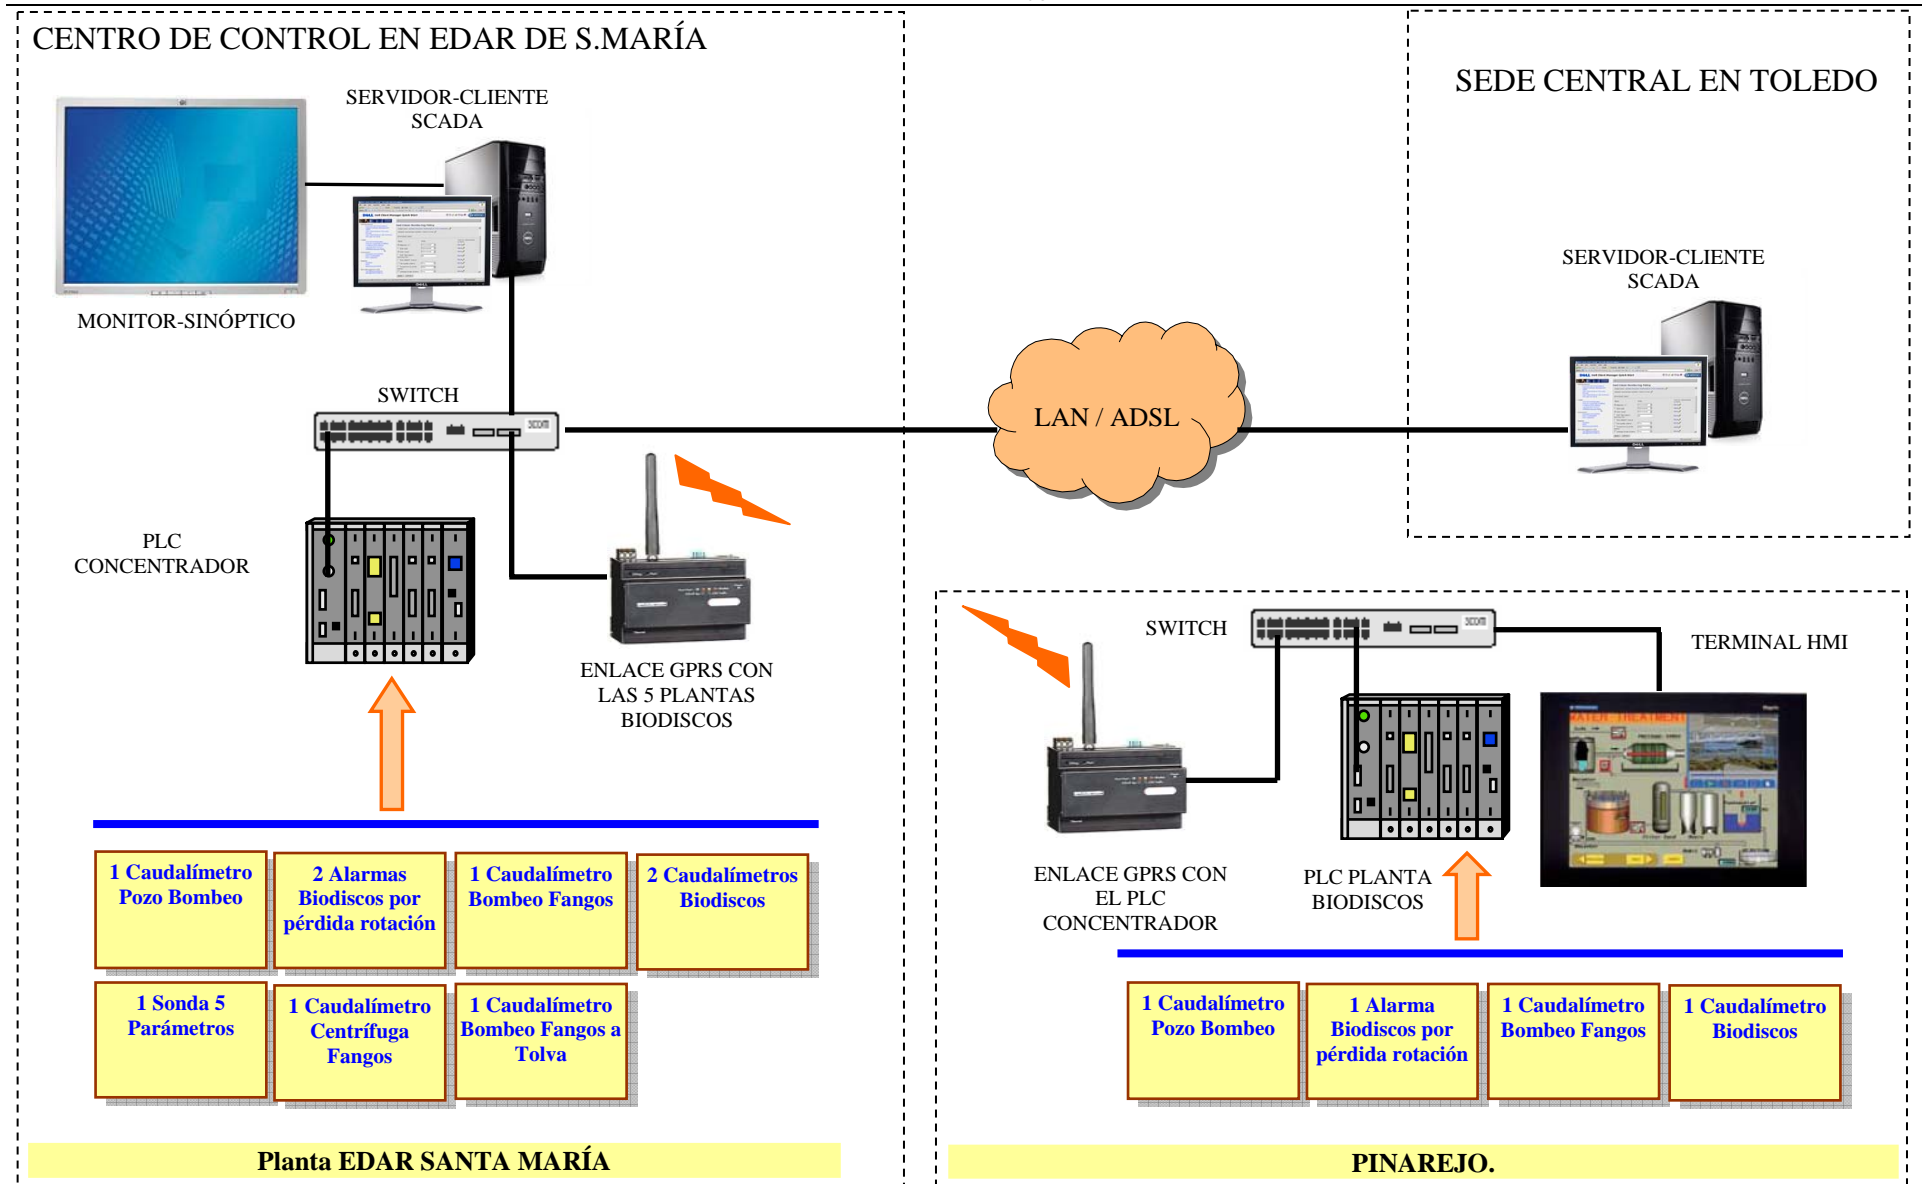 CENTRO DE CONTROL EN EDAR DE S.MARÍA
SERVIDOR-CLIENTE
SCADA
MONITOR-SINÓPTICO
SWITCH
3COM
PLC
CONCENTRADOR
ENLACE GPRS CON
LAS 5 PLANTAS
BIODISCOS
1 Caudalímetro
Pozo Bombeo
2 Alarmas
Biodiscos por
pérdida rotación
1 Caudalímetro
Bombeo Fangos
2 Caudalímetros
Biodiscos
1 Sonda 5
Parámetros
1 Caudalímetro
Centrífuga
Fangos
1 Caudalímetro
Bombeo Fangos a
Tolva
Planta EDAR SANTA MARÍA
LAN / ADSL
SEDE CENTRAL EN TOLEDO
SERVIDOR-CLIENTE
SCADA
SWITCH
3COM
TERMINAL HMI
WATER TREATMENT
ENLACE GPRS CON
EL PLC
CONCENTRADOR
PLC PLANTA
BIODISCOS
1 Caudalímetro
Pozo Bombeo
1 Alarma
Biodiscos por
pérdida rotación
1 Caudalímetro
Bombeo Fangos
1 Caudalímetro
Biodiscos
PINAREJO.